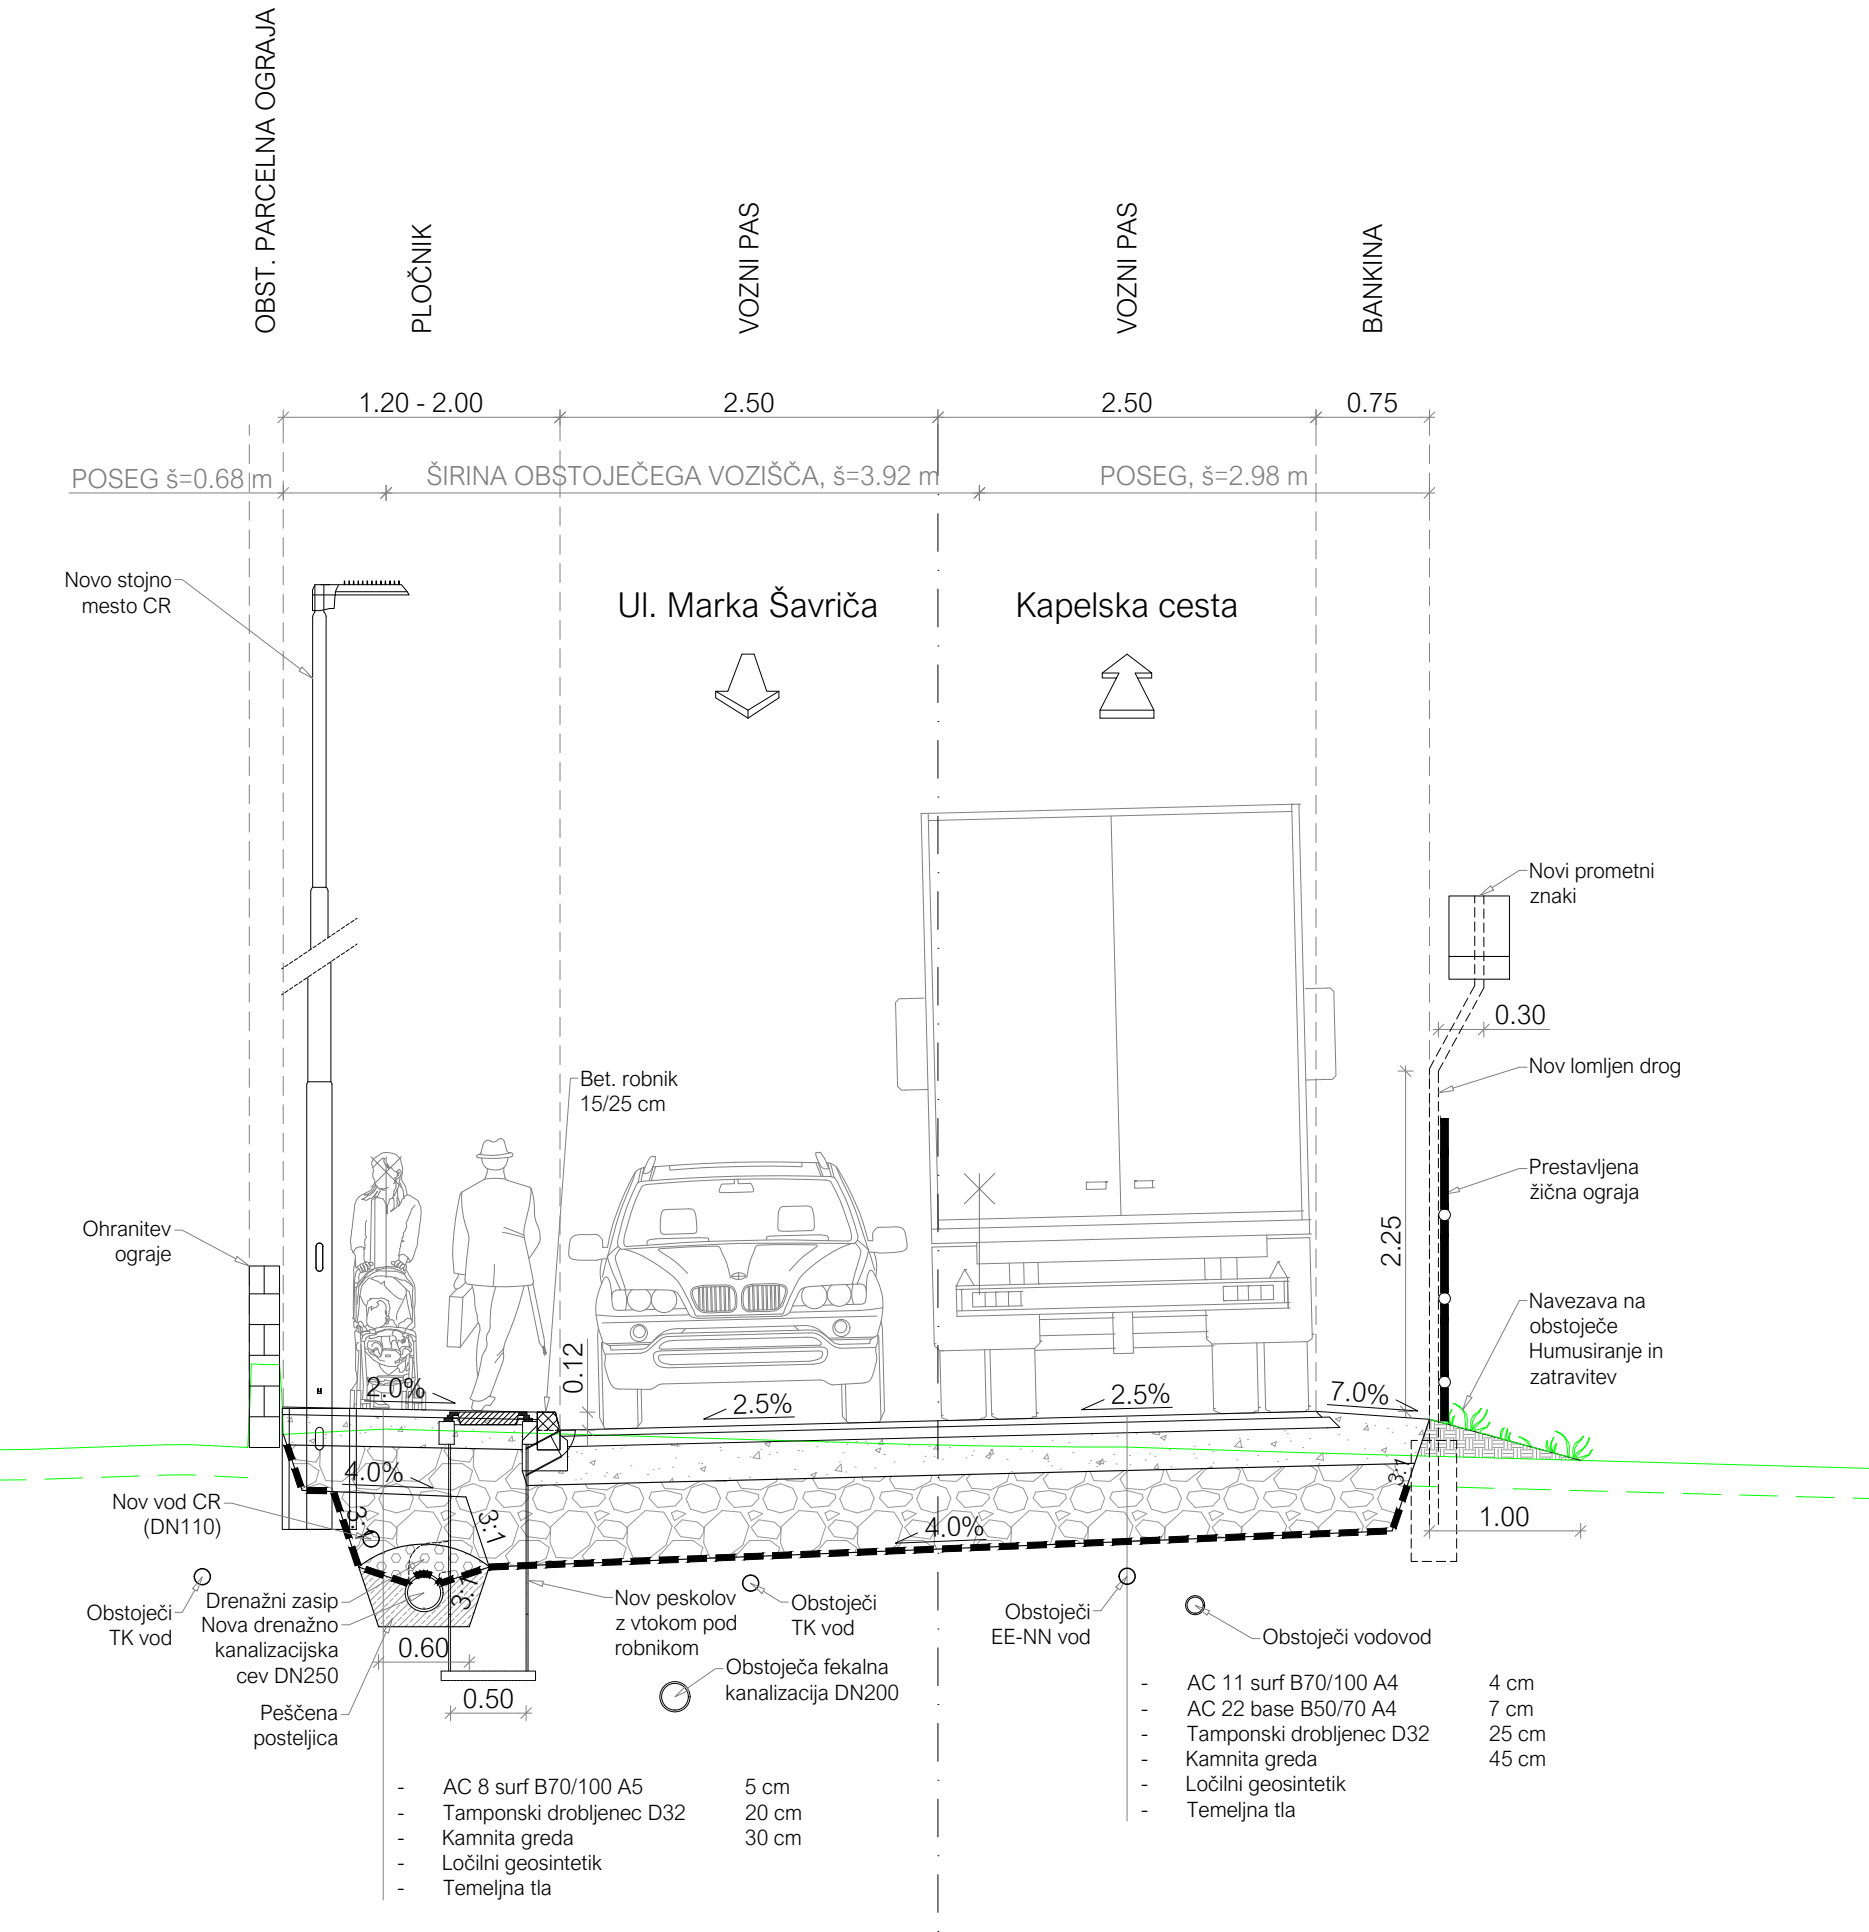 OBST. PARCELNA OGRAJA
PLOČNIK
VOZNI PAS
VOZNI PAS
BANKINA
1.20 - 2.00
2.50
2.50
0.75
POSEG š=0.68 m
ŠIRINA OBSTOJEČEGA VOZIŠČA, š=3.92 m
POSEG, š=2.98 m
Novo stojno
mesto CR
Ul. Marka Šavriča
Kapelska cesta
Novi prometni
znaki
0.30
Nov lomljen drog
Bet. robnik
15/25 cm
Prestavljena
žična ograja
Ohranitev
ograje
2.25
Navezava na
obstoječe
Humusiranje in
zatravitev
0.12
2.0%
2.5%
2.5%
7.0%
4.0%
3:1
3:1
3:1
3:1
4.0%
1.00
Nov vod CR
(DN110)
Obstoječi
TK vod
Drenažni zasip
Nova drenažno
kanalizacijska
cev DN250
Peščena
posteljica
0.60
0.50
Nov peskolov
z vtokom pod
robnikom
Obstoječi
TK vod
Obstoječa fekalna
kanalizacija DN200
Obstoječi
EE-NN vod
Obstoječi vodovod
- AC 11 surf B70/100 A4 4 cm
- AC 22 base B50/70 A4 7 cm
- Tamponski drobljenec D32 25 cm
- Kamnita greda 45 cm
- Ločilni geosintetik
- Temeljna tla
- AC 8 surf B70/100 A5 5 cm
- Tamponski drobljenec D32 20 cm
- Kamnita greda 30 cm
- Ločilni geosintetik
- Temeljna tla